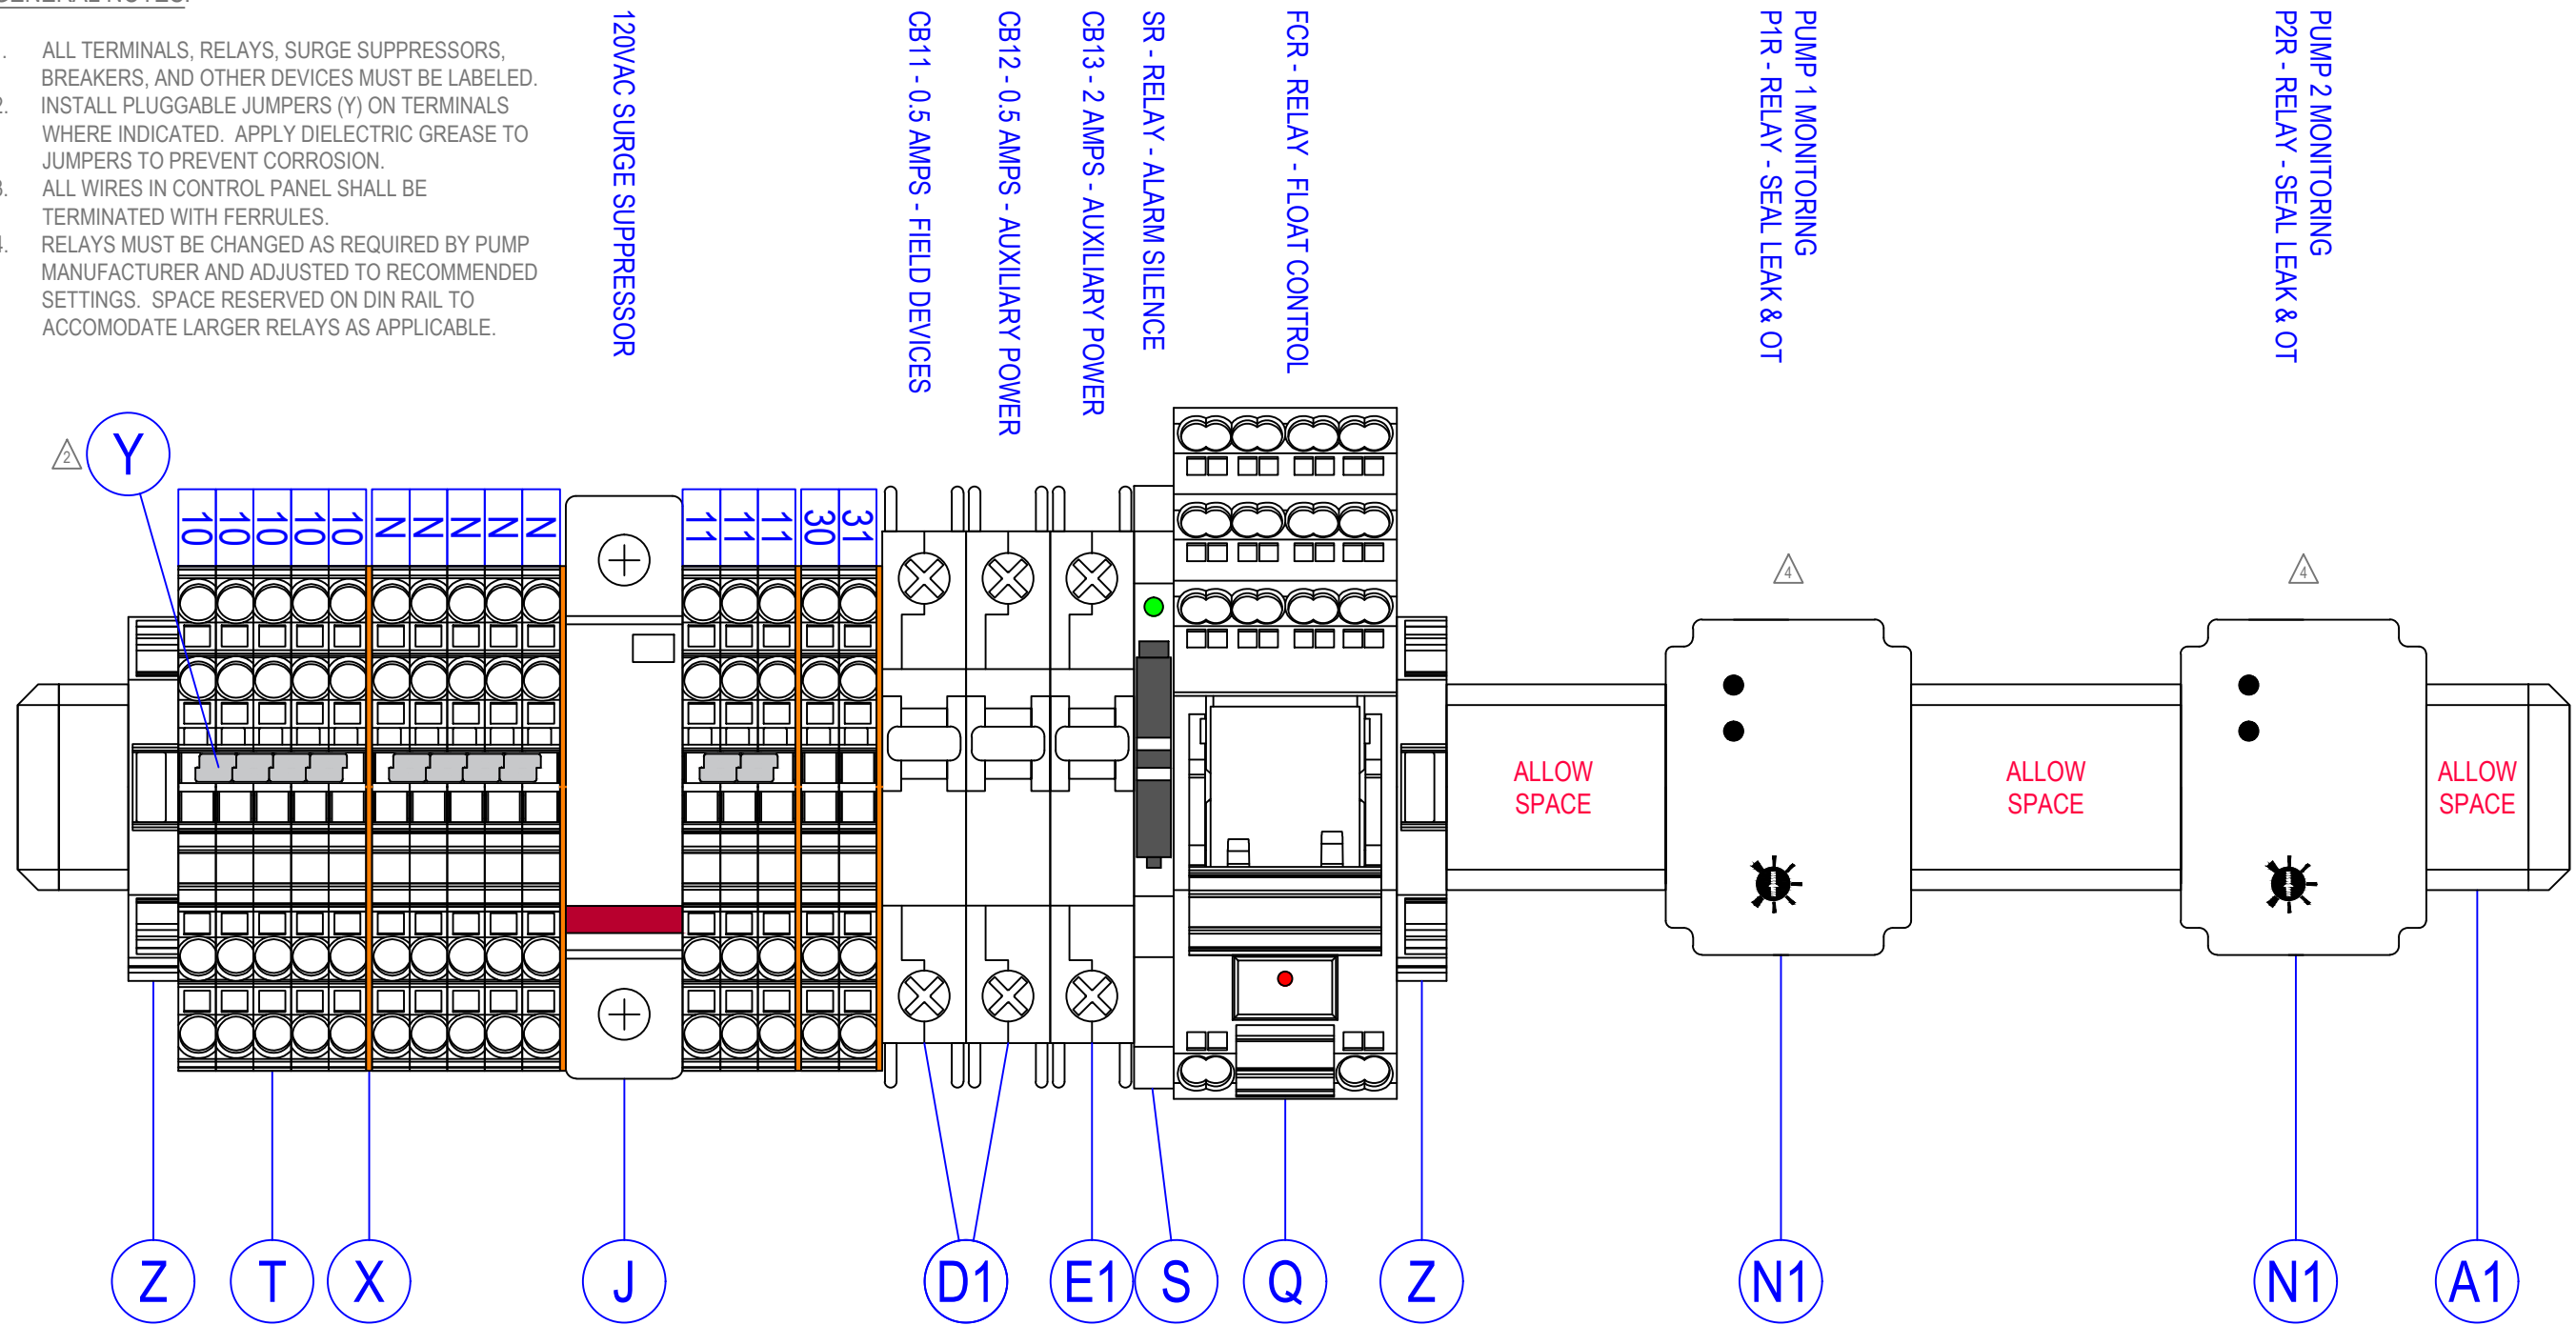 GENERAL NOTES:
ALL TERMINALS, RELAYS, SURGE SUPPRESSORS,
BREAKERS, AND OTHER DEVICES MUST BE LABELED.
2. INSTALL PLUGGABLE JUMPERS (Y) ON TERMINALS
WHERE INDICATED. APPLY DIELECTRIC GREASE TO
JUMPERS TO PREVENT CORROSION.
3. ALL WIRES IN CONTROL PANEL SHALL BE
TERMINATED WITH FERRULES.
4. RELAYS MUST BE CHANGED AS REQUIRED BY PUMP
MANUFACTURER AND ADJUSTED TO RECOMMENDED
SETTINGS. SPACE RESERVED ON DIN RAIL TO
ACCOMODATE LARGER RELAYS AS APPLICABLE.
120VAC SURGE SUPPRESSOR
CB11 - 0.5 AMPS - FIELD DEVICES
CB12 - 0.5 AMPS - AUXILIARY POWER
CB13 - 2 AMPS - AUXILIARY POWER
SR - RELAY - ALARM SILENCE
FCR - RELAY - FLOAT CONTROL
PUMP 1 MONITORING
P1R - RELAY - SEAL LEAK & OT
PUMP 2 MONITORING
P2R - RELAY - SEAL LEAK & OT
2
Y
10
10
10
10
10
N
N
N
N
N
11
11
11
30
31
4
4
ALLOW
SPACE
ALLOW
SPACE
ALLOW
SPACE
Z
T
X
J
D1
E1
S
Q
Z
N1
N1
A1